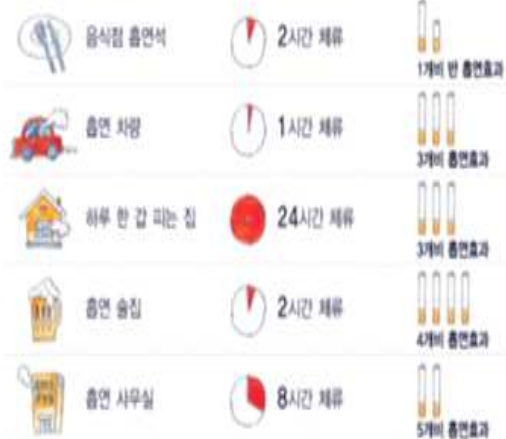 음식점 흡연석
2시간 체류
1개비 반 흡연효과
흡연 차량
1시간 체류
3개비 흡연효과
하루 한 갑 피는 집
24시간 체류
3개비 흡연효과
흡연 술집
2시간 체류
4개비 흡연효과
흡연 사무실
8시간 체류
5개비 흡연효과